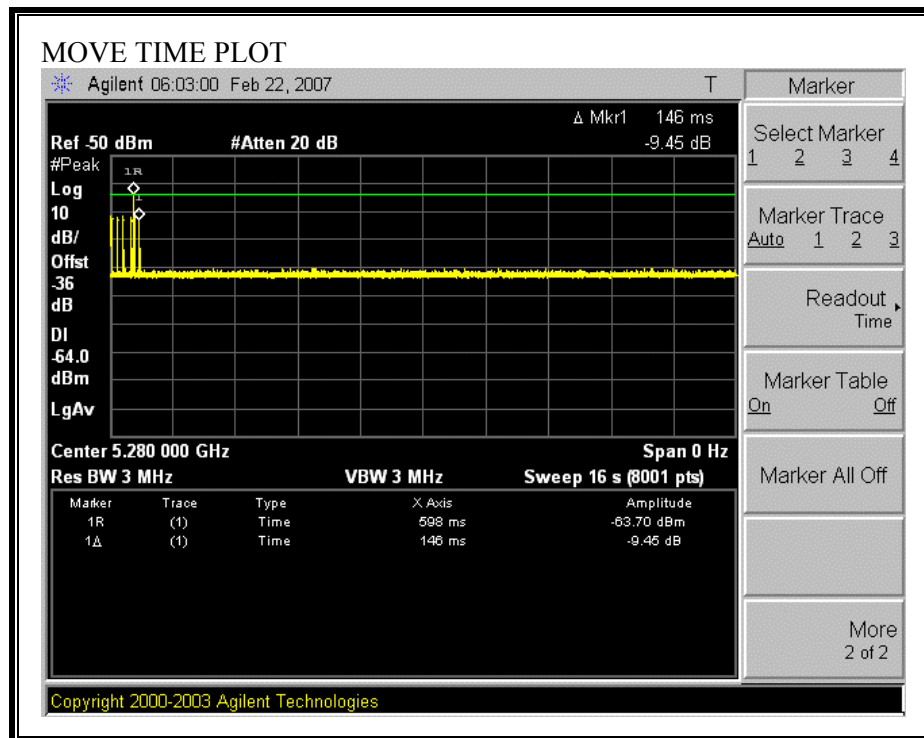 MOVE TIME PLOT
Agilent 06:03:00 Feb 22, 2007 T
Δ Mkr1 146 ms
Ref -50 dBm #Atten 20 dB -9.45 dB
#Peak
Log
10
dB/
Offst
-36
dB
DI
-64.0
dBm
LgAv
1R
1
Center 5.280 000 GHz Span 0 Hz
Res BW 3 MHz VBW 3 MHz Sweep 16 s (8001 pts)
Marker Trace Type X Axis Amplitude
1R (1) Time 598 ms -63.70 dBm
1Δ (1) Time 146 ms -9.45 dB
Copyright 2000-2003 Agilent Technologies
Marker
Select Marker
1 2 3 4
Marker Trace
Auto 1 2 3
Readout
Time
Marker Table
On Off
Marker All Off
More
2 of 2